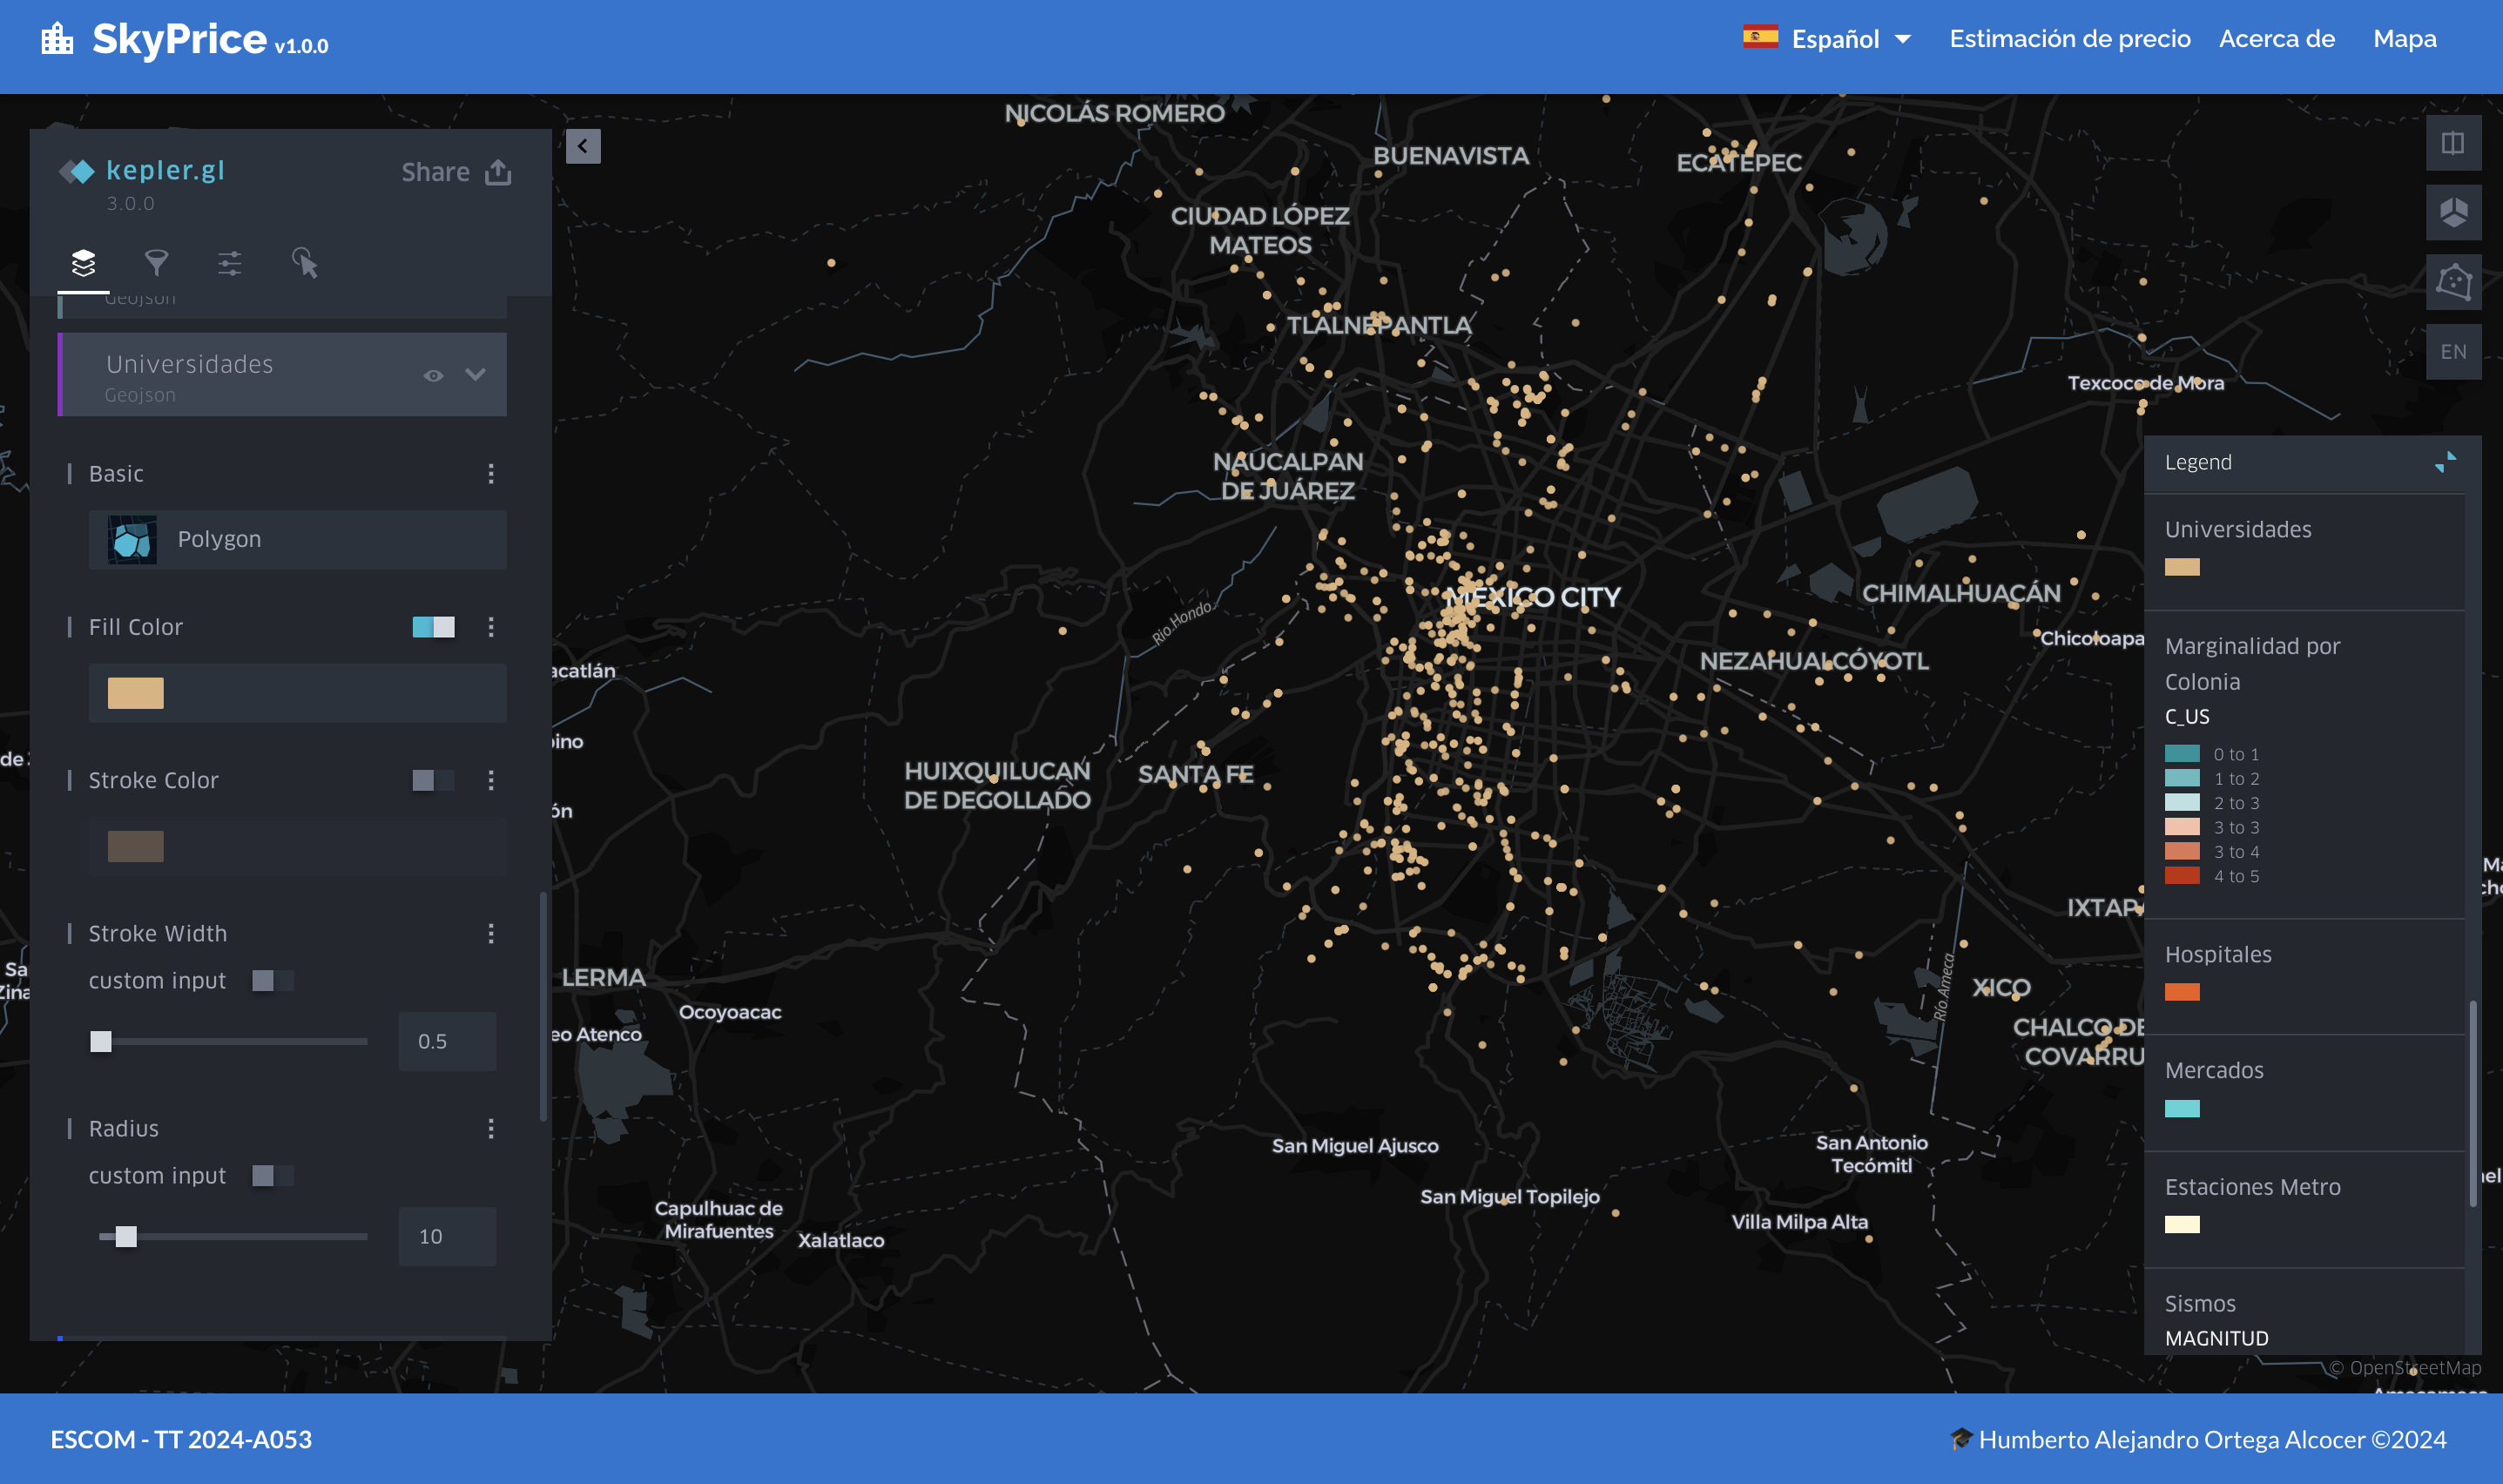 SkyPrice v1.0.0
Español
Estimación de precio
Acerca de
Mapa
kepler.gl
3.0.0
Share
Geojson
Universidades
Geojson
Basic
Polygon
Fill Color
Stroke Color
Stroke Width
custom input
0.5
Radius
custom input
10
NICOLÁS ROMERO
BUENAVISTA
ECATEPEC
CIUDAD LÓPEZ
MATEOS
TLALNEPANTLA
Texcoco de Mora
NAUCALPAN
DE JUÁREZ
MEXICO CITY
CHIMALHUACÁN
Río Hondo
Chicoloapa
NEZAHUALCÓYOTL
acatlán
pino
de
HUIXQUILUCAN
DE DEGOLLADO
SANTA FE
ón
IXTAPA
LERMA
Sa
Zina
Río Ameca
XICO
Ocoyoacac
eo Atenco
CHALCO DE
COVARRU
San Miguel Ajusco
San Antonio
Tecómitl
San Miguel Topilejo
Capulhuac de
Mirafuentes
Xalatlaco
Villa Milpa Alta
EN
Legend
Universidades
Marginalidad por
Colonia
C_US
0 to 1
1 to 2
2 to 3
3 to 3
3 to 4
4 to 5
Hospitales
Mercados
Estaciones Metro
Sismos
MAGNITUD
© OpenStreetMap
ESCOM - TT 2024-A053
Humberto Alejandro Ortega Alcocer ©2024